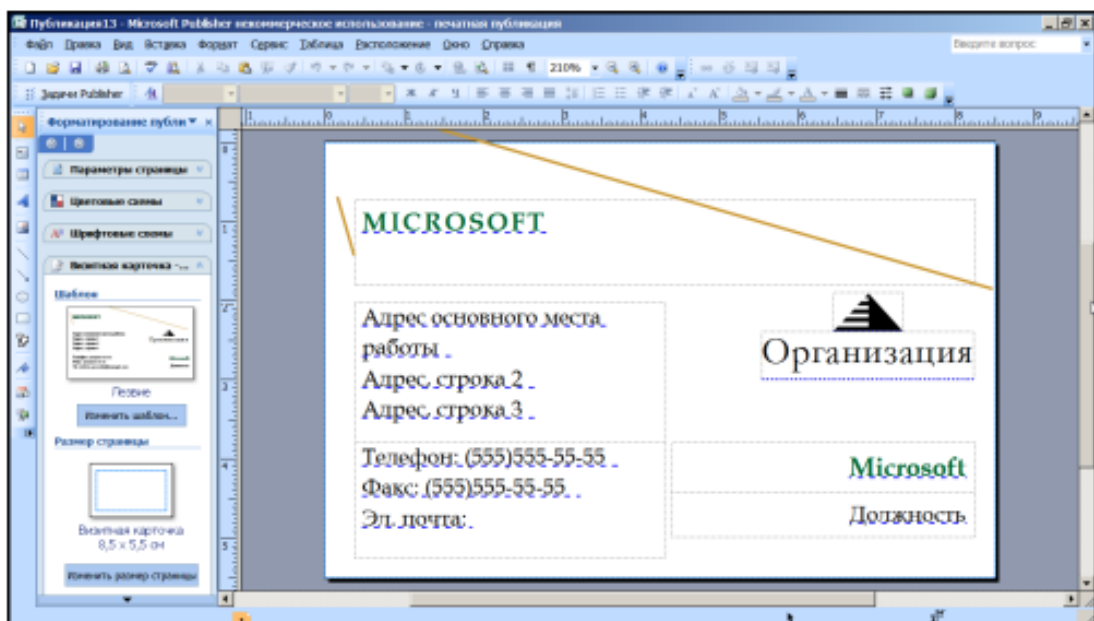 Публикация13 - Microsoft Publisher некоммерческое использование - печатная публикация
Файл Правка Вид Вставка Формат Сервис Таблица Расположение Окно Справка
Введите вопрос
210%
Задачи Publisher
Форматирование публи
Параметры страницы
Цветовые схемы
Шрифтовые схемы
Визитная карточка -...
Шаблон
Лезвие
Изменить шаблон...
Размер страницы
Визитная карточка
8,5 x 5,5 см
Изменить размер страницы
MICROSOFT
Адрес основного места
работы
Адрес, строка 2
Адрес, строка 3
Телефон: (555)555-55-55
Факс: (555)555-55-55
Эл. почта:
Организация
Microsoft
Должность